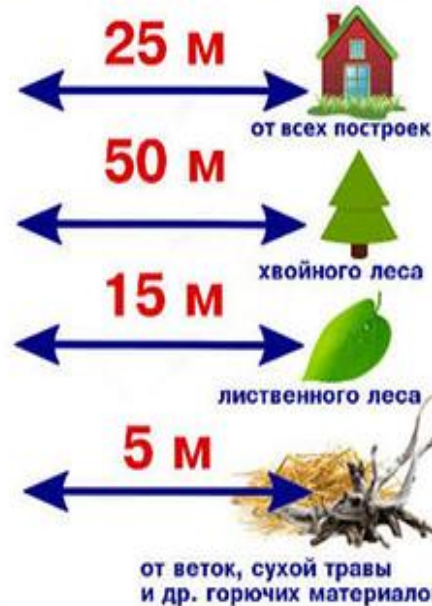 25 м
от всех построек
50 м
хвойного леса
15 м
лиственного леса
5 м
от веток, сухой травы
и др. горючих материало